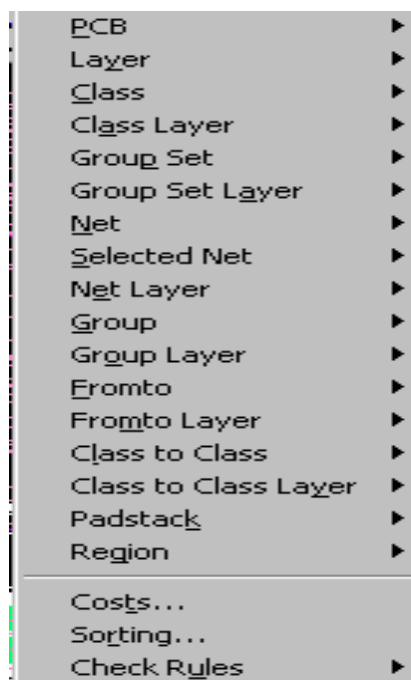 PCB
Layer
Class
Class Layer
Group Set
Group Set Layer
Net
Selected Net
Net Layer
Group
Group Layer
Fromto
Fromto Layer
Class to Class
Class to Class Layer
Padstack
Region
Costs...
Sorting...
Check Rules